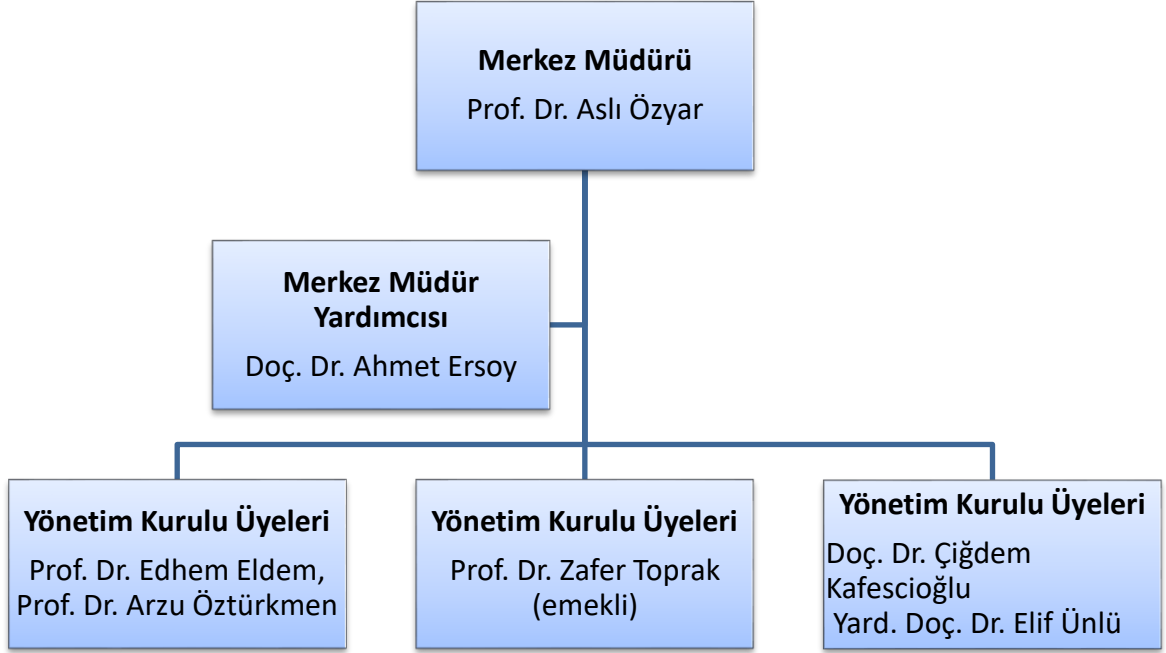 Merkez Müdürü
Prof. Dr. Aslı Özyar
Merkez Müdür
Yardımcısı
Doç. Dr. Ahmet Ersoy
Yönetim Kurulu Üyeleri
Prof. Dr. Edhem Eldem,
Prof. Dr. Arzu Öztürkmen
Yönetim Kurulu Üyeleri
Prof. Dr. Zafer Toprak
(emekli)
Yönetim Kurulu Üyeleri
Doç. Dr. Çiğdem
Kafescioğlu
Yard. Doç. Dr. Elif Ünlü